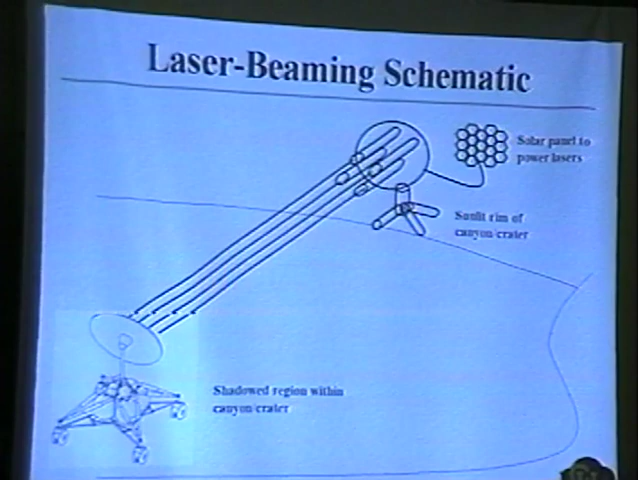 Laser-Beaming Schematic
Solar panel to
power lasers
Sunlit rim of
canyon/crater
Shadowed region within
canyon/crater